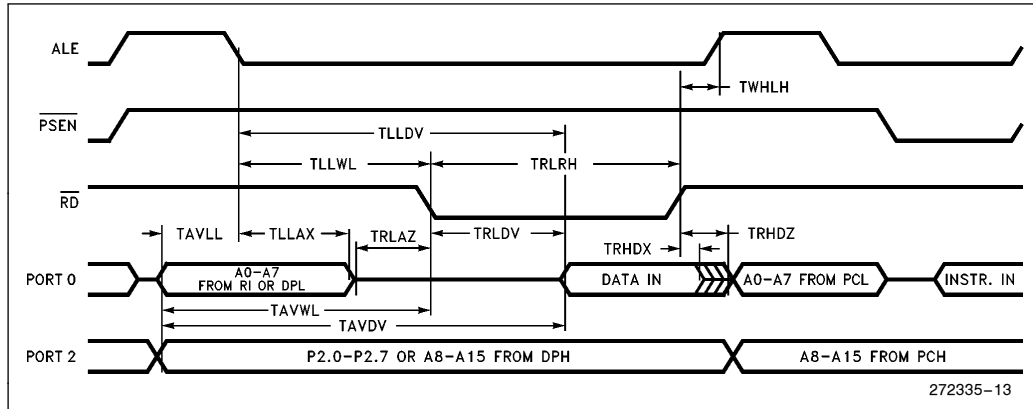 ALE
TWHLH
PSEN
TLLDV
TLLWL
TRLRH
RD
TAVLL
TLLAX
TRLAZ
TRLDV
TRHDX
TRHDZ
PORT 0
A0–A7
FROM RI OR DPL
DATA IN
A0–A7 FROM PCL
INSTR. IN
TAVWL
TAVDV
PORT 2
P2.0–P2.7 OR A8–A15 FROM DPH
A8–A15 FROM PCH
272335–13